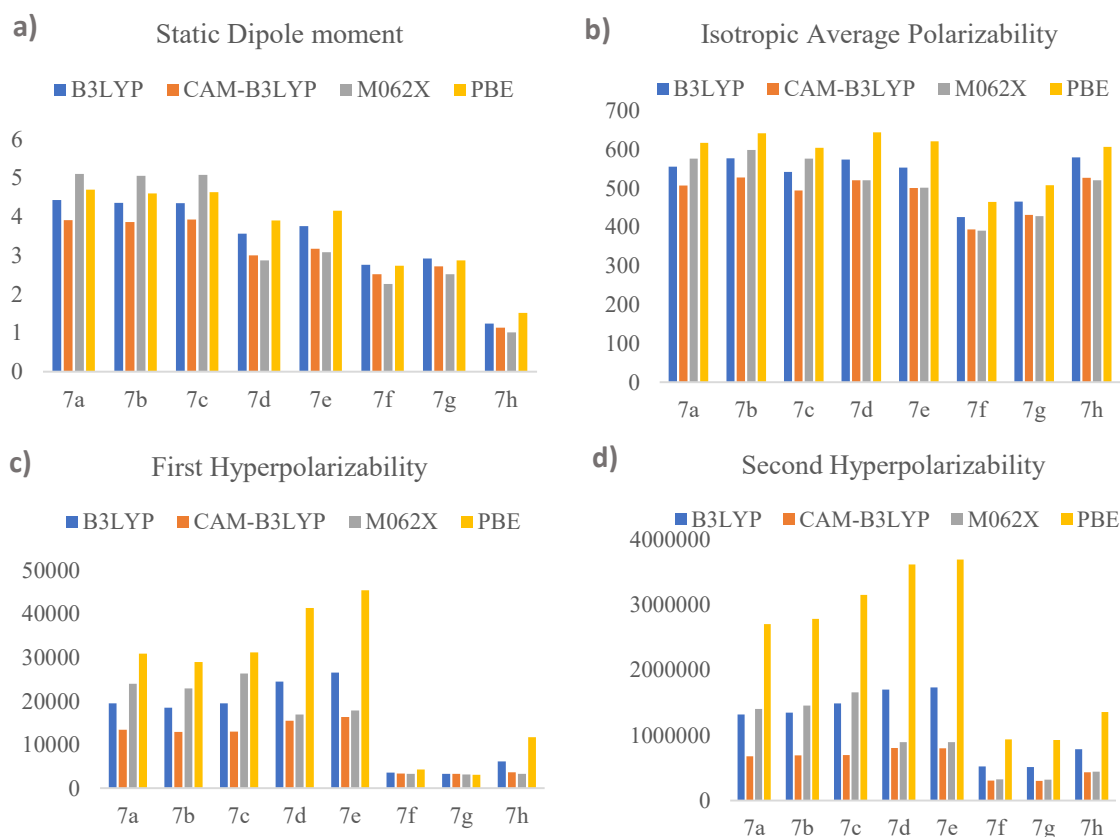 a)
Static Dipole moment
B3LYP CAM-B3LYP M062X PBE
6
5
4
3
2
1
0
7a 7b 7c 7d 7e 7f 7g 7h
b)
Isotropic Average Polarizability
B3LYP CAM-B3LYP M062X PBE
700
600
500
400
300
200
100
0
7a 7b 7c 7d 7e 7f 7g 7h
c)
First Hyperpolarizability
B3LYP CAM-B3LYP M062X PBE
50000
40000
30000
20000
10000
0
7a 7b 7c 7d 7e 7f 7g 7h
d)
Second Hyperpolarizability
B3LYP CAM-B3LYP M062X PBE
4000000
3000000
2000000
1000000
0
7a 7b 7c 7d 7e 7f 7g 7h